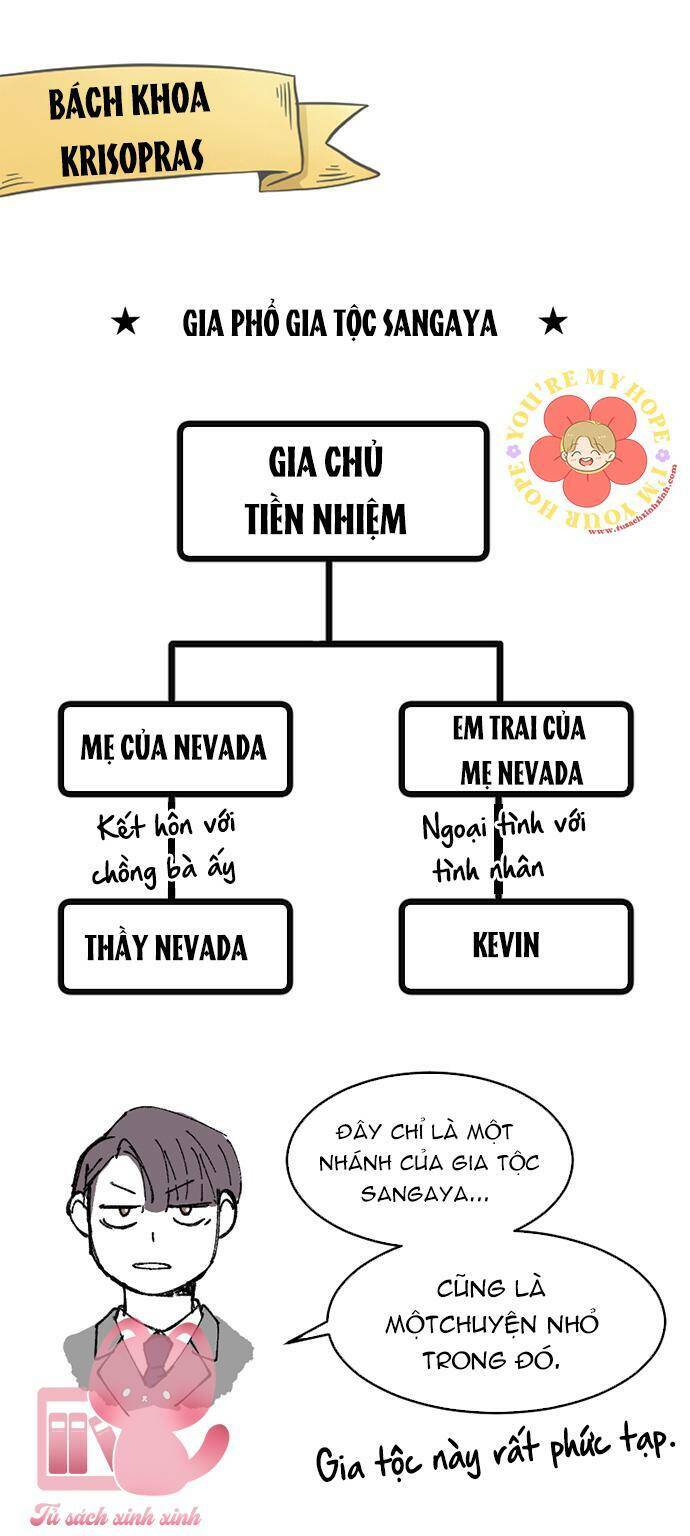 BÁCH KHOA
KRISOPRAS
GIA PHỔ GIA TỘC SANGAYA
YOU'RE MY HOPE
I'M YOUR HOPE
www.tusachxinhxinh.com
GIA CHỦ
TIỀN NHIỆM
MẸ CỦA NEVADA
EM TRAI CỦA
MẸ NEVADA
Kết hôn với
chồng bà ấy
Ngoại tình với
tình nhân
THẦY NEVADA
KEVIN
ĐÂY CHỈ LÀ MỘT
NHÁNH CỦA GIA TỘC
SANGAYA...
CŨNG LÀ
MỘTCHUYỆN NHỎ
TRONG ĐÓ.
Gia tộc này rất phức tạp.
Tủ sách xinh xinh